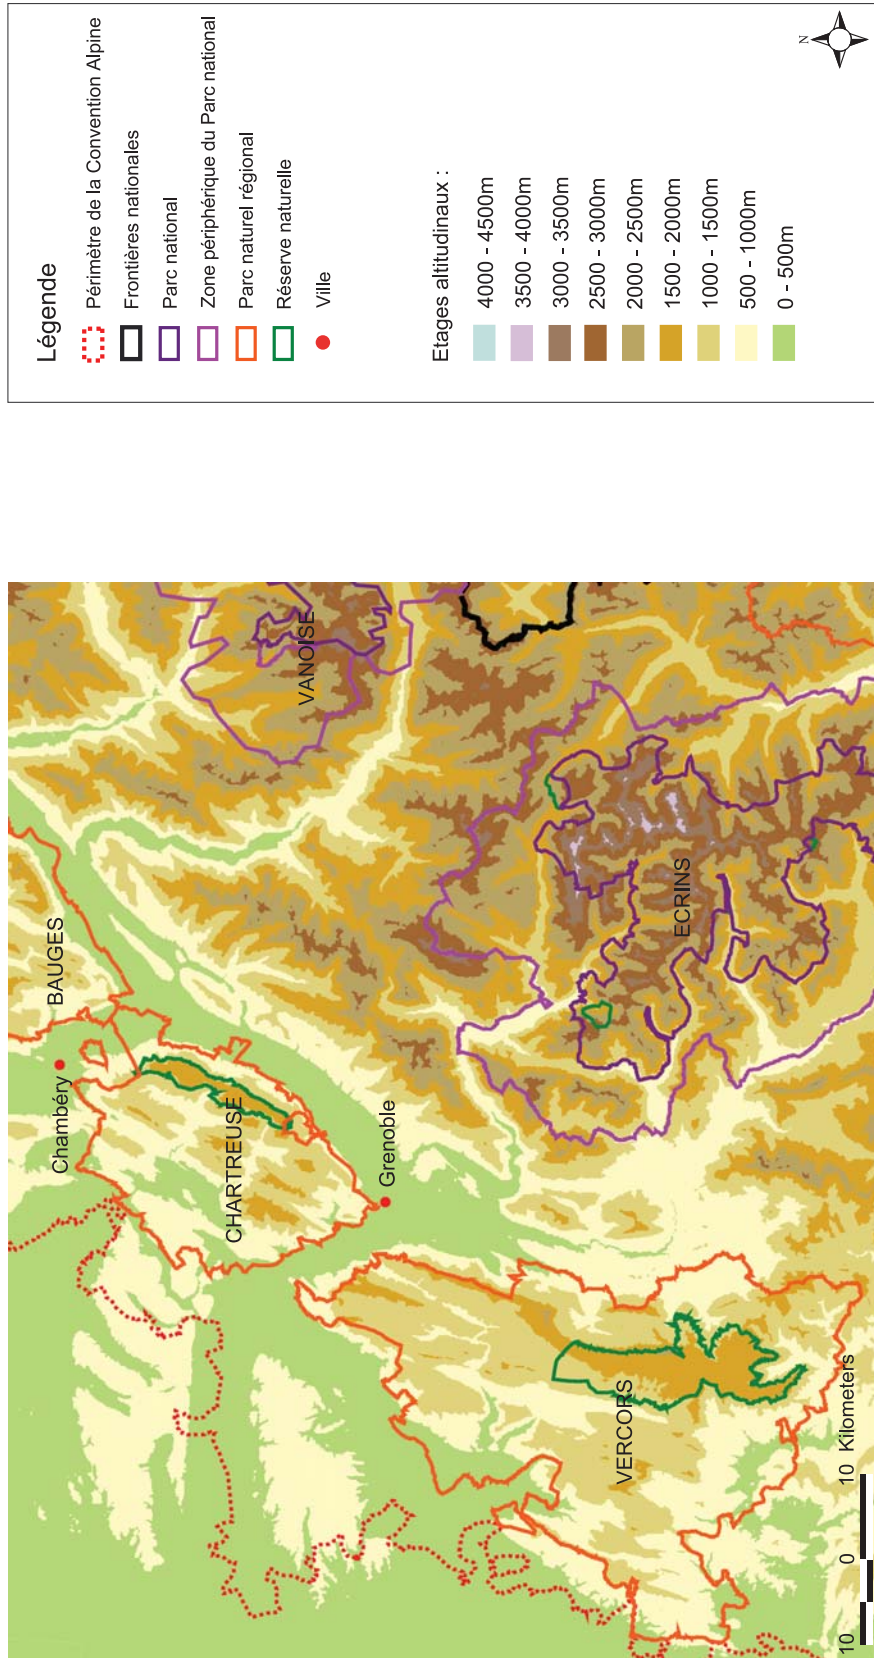 Légende
Périmètre de la Convention Alpine
Frontières nationales
Parc national
Zone périphérique du Parc national
Parc naturel régional
Réserve naturelle
Ville
Etages altitudinaux :
4000 - 4500m
3500 - 4000m
3000 - 3500m
2500 - 3000m
2000 - 2500m
1500 - 2000m
1000 - 1500m
500 - 1000m
0 - 500m
N
BAUGES
Chambéry
VANOISE
CHARTREUSE
Grenoble
ECRINS
VERCORS
10 0 10 Kilometers